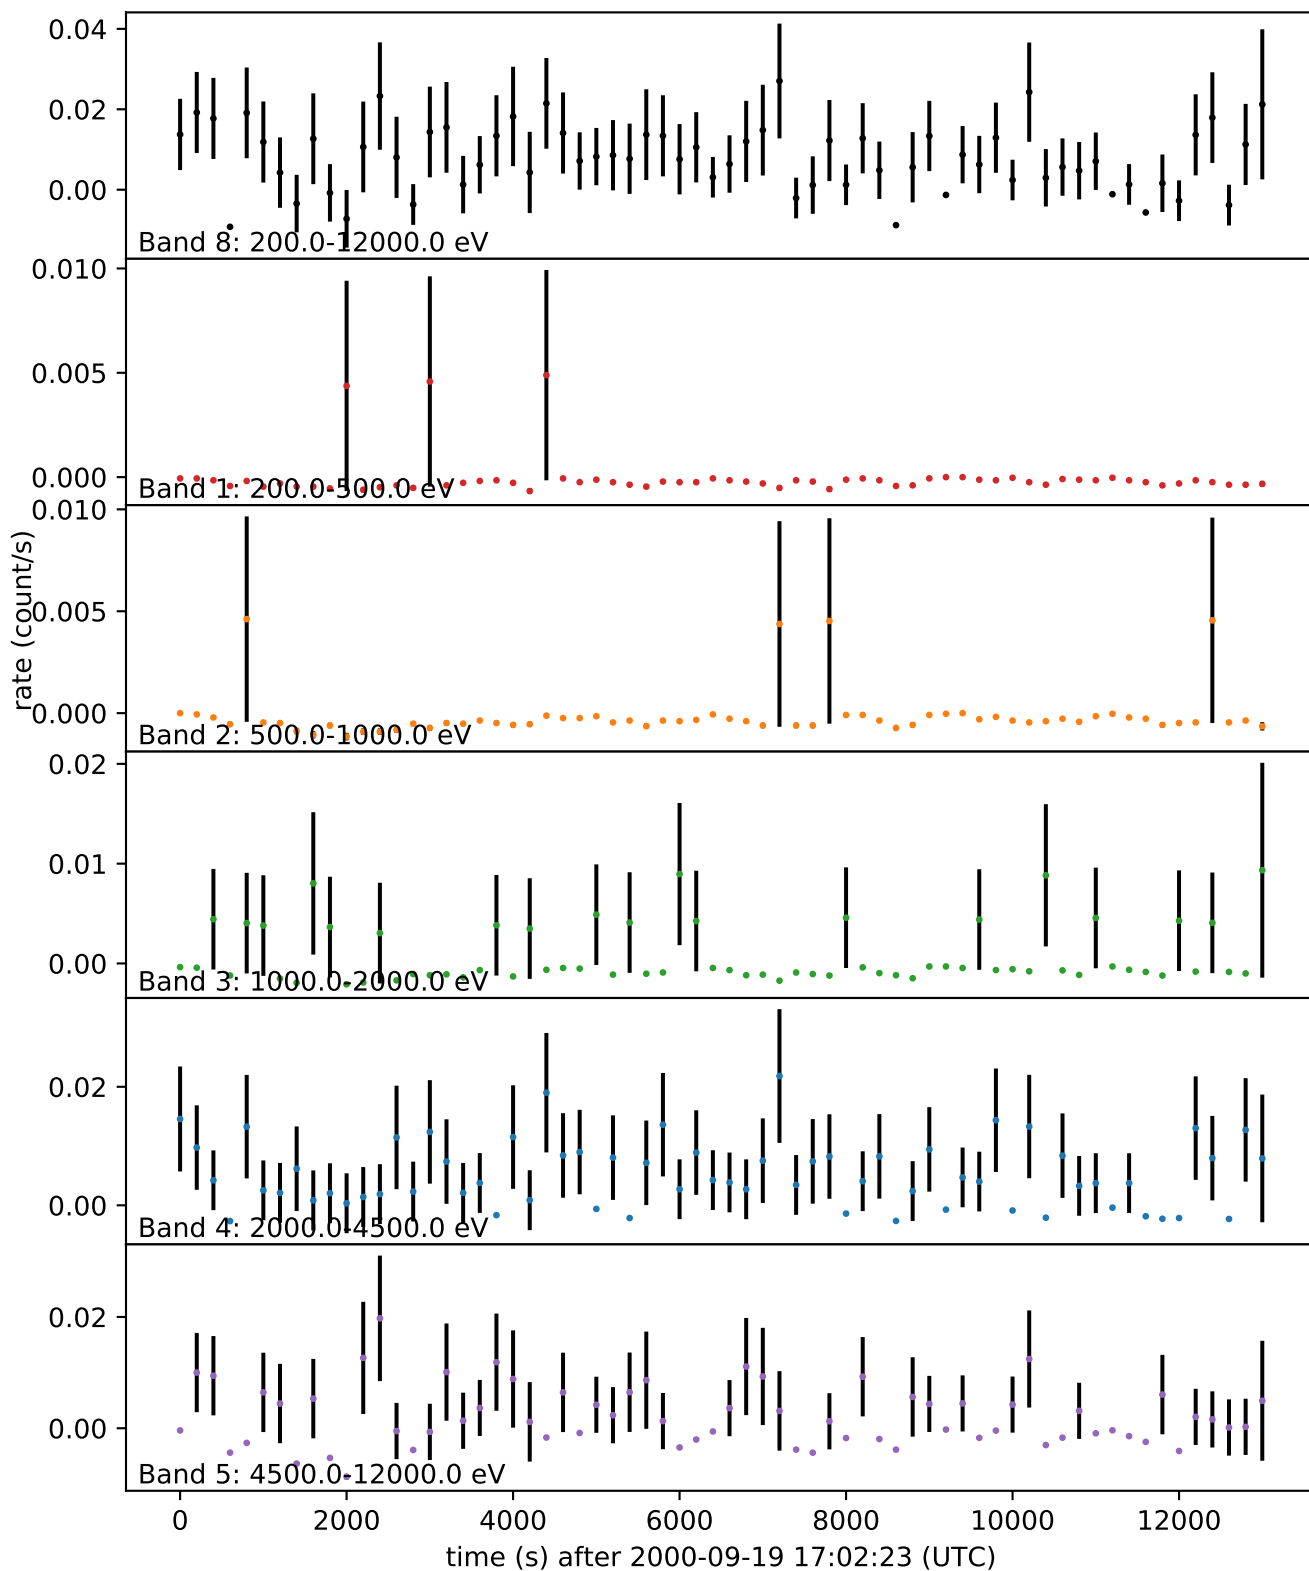 0.04
0.02
0.00
Band 8: 200.0-12000.0 eV
0.010
0.005
0.000
Band 1: 200.0-500.0 eV
0.010
0.005
0.000
Band 2: 500.0-1000.0 eV
rate (count/s)
0.02
0.01
0.00
Band 3: 1000.0-2000.0 eV
0.02
0.00
Band 4: 2000.0-4500.0 eV
0.02
0.00
Band 5: 4500.0-12000.0 eV
0 2000 4000 6000 8000 10000 12000
time (s) after 2000-09-19 17:02:23 (UTC)